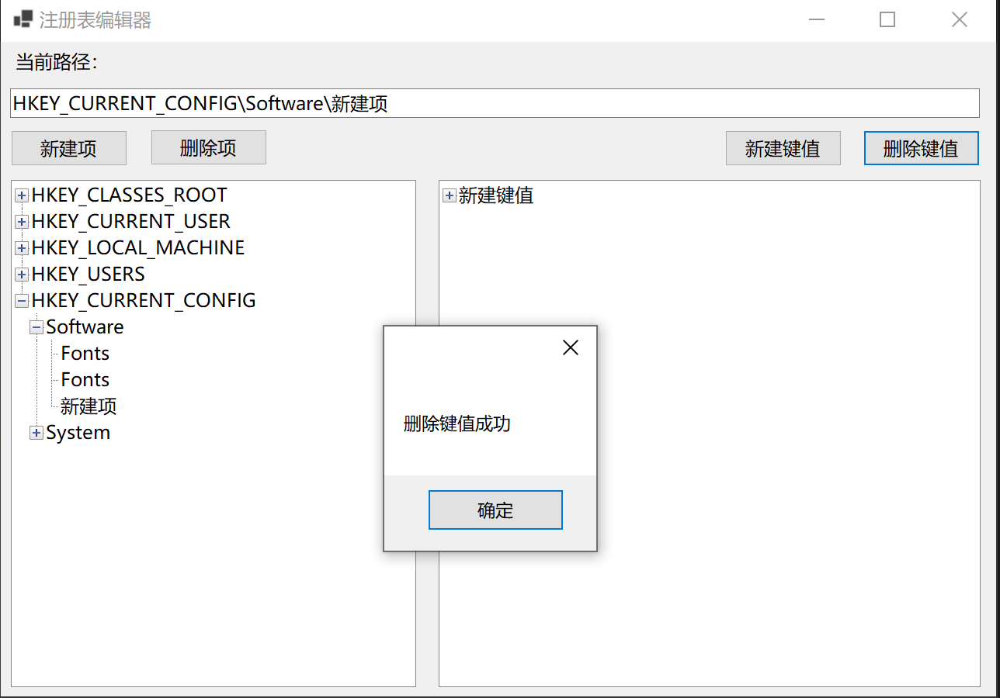 注册表编辑器
当前路径：
HKEY_CURRENT_CONFIG\Software\新建项
新建项 删除项 新建键值 删除键值
HKEY_CLASSES_ROOT
HKEY_CURRENT_USER
HKEY_LOCAL_MACHINE
HKEY_USERS
HKEY_CURRENT_CONFIG
Software
Fonts
Fonts
新建项
System
新建键值
删除键值成功
确定